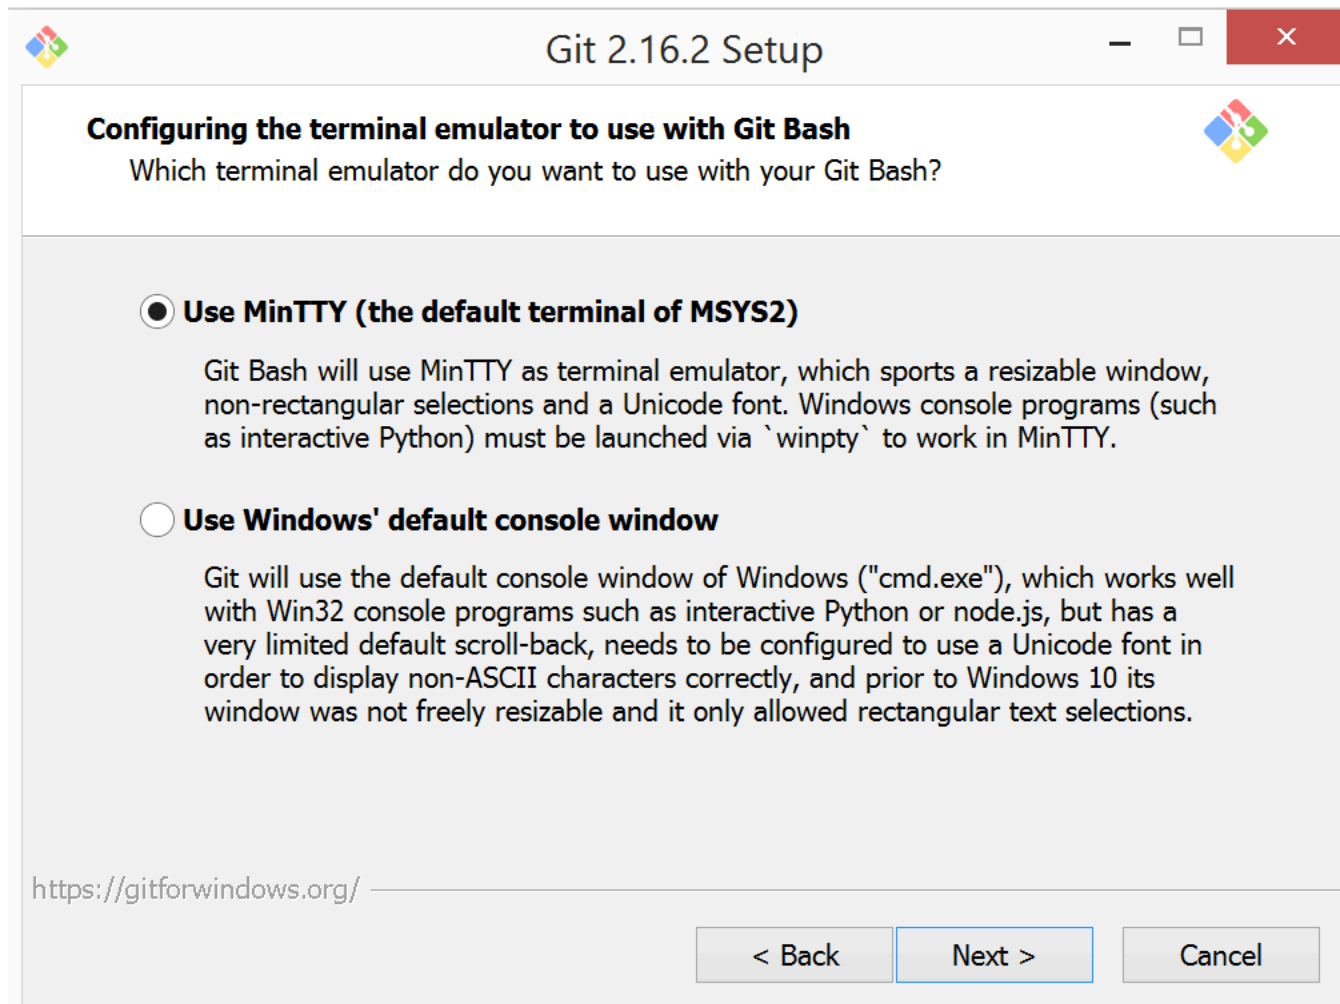 Git 2.16.2 Setup
Configuring the terminal emulator to use with Git Bash
Which terminal emulator do you want to use with your Git Bash?
Use MinTTY (the default terminal of MSYS2)
Git Bash will use MinTTY as terminal emulator, which sports a resizable window,
non-rectangular selections and a Unicode font. Windows console programs (such
as interactive Python) must be launched via `winpty` to work in MinTTY.
Use Windows' default console window
Git will use the default console window of Windows ("cmd.exe"), which works well
with Win32 console programs such as interactive Python or node.js, but has a
very limited default scroll-back, needs to be configured to use a Unicode font in
order to display non-ASCII characters correctly, and prior to Windows 10 its
window was not freely resizable and it only allowed rectangular text selections.
https://gitforwindows.org/
< Back Next > Cancel